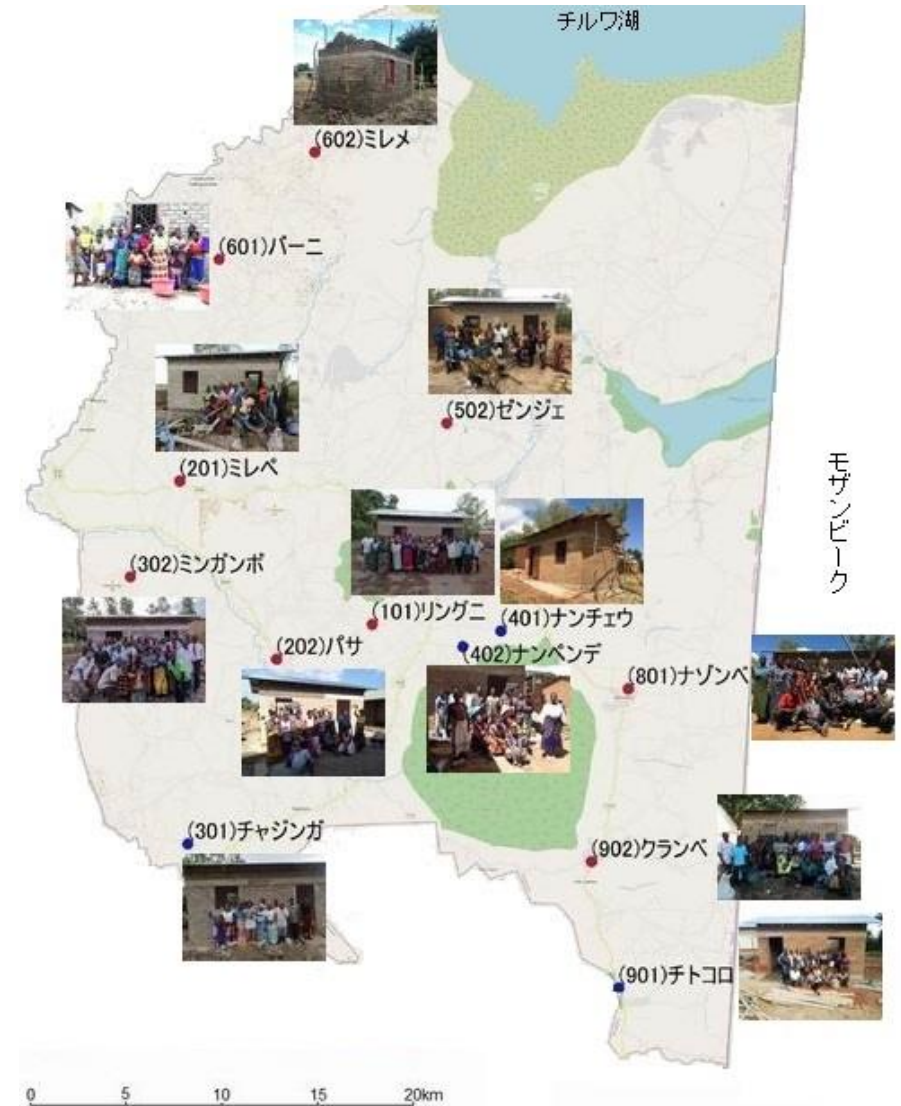 チルワ湖
(602)ミレメ
(601)バーニ
(502)ゼンジェ
(201)ミレペ
モザンビーク
(302)ミンガンボ
(101)リングニ
(401)ナンチェウ
(202)パサ
(402)ナンペンデ
(801)ナゾンベ
(301)チャジンガ
(902)クランベ
(901)チトコロ
0 5 10 15 20km